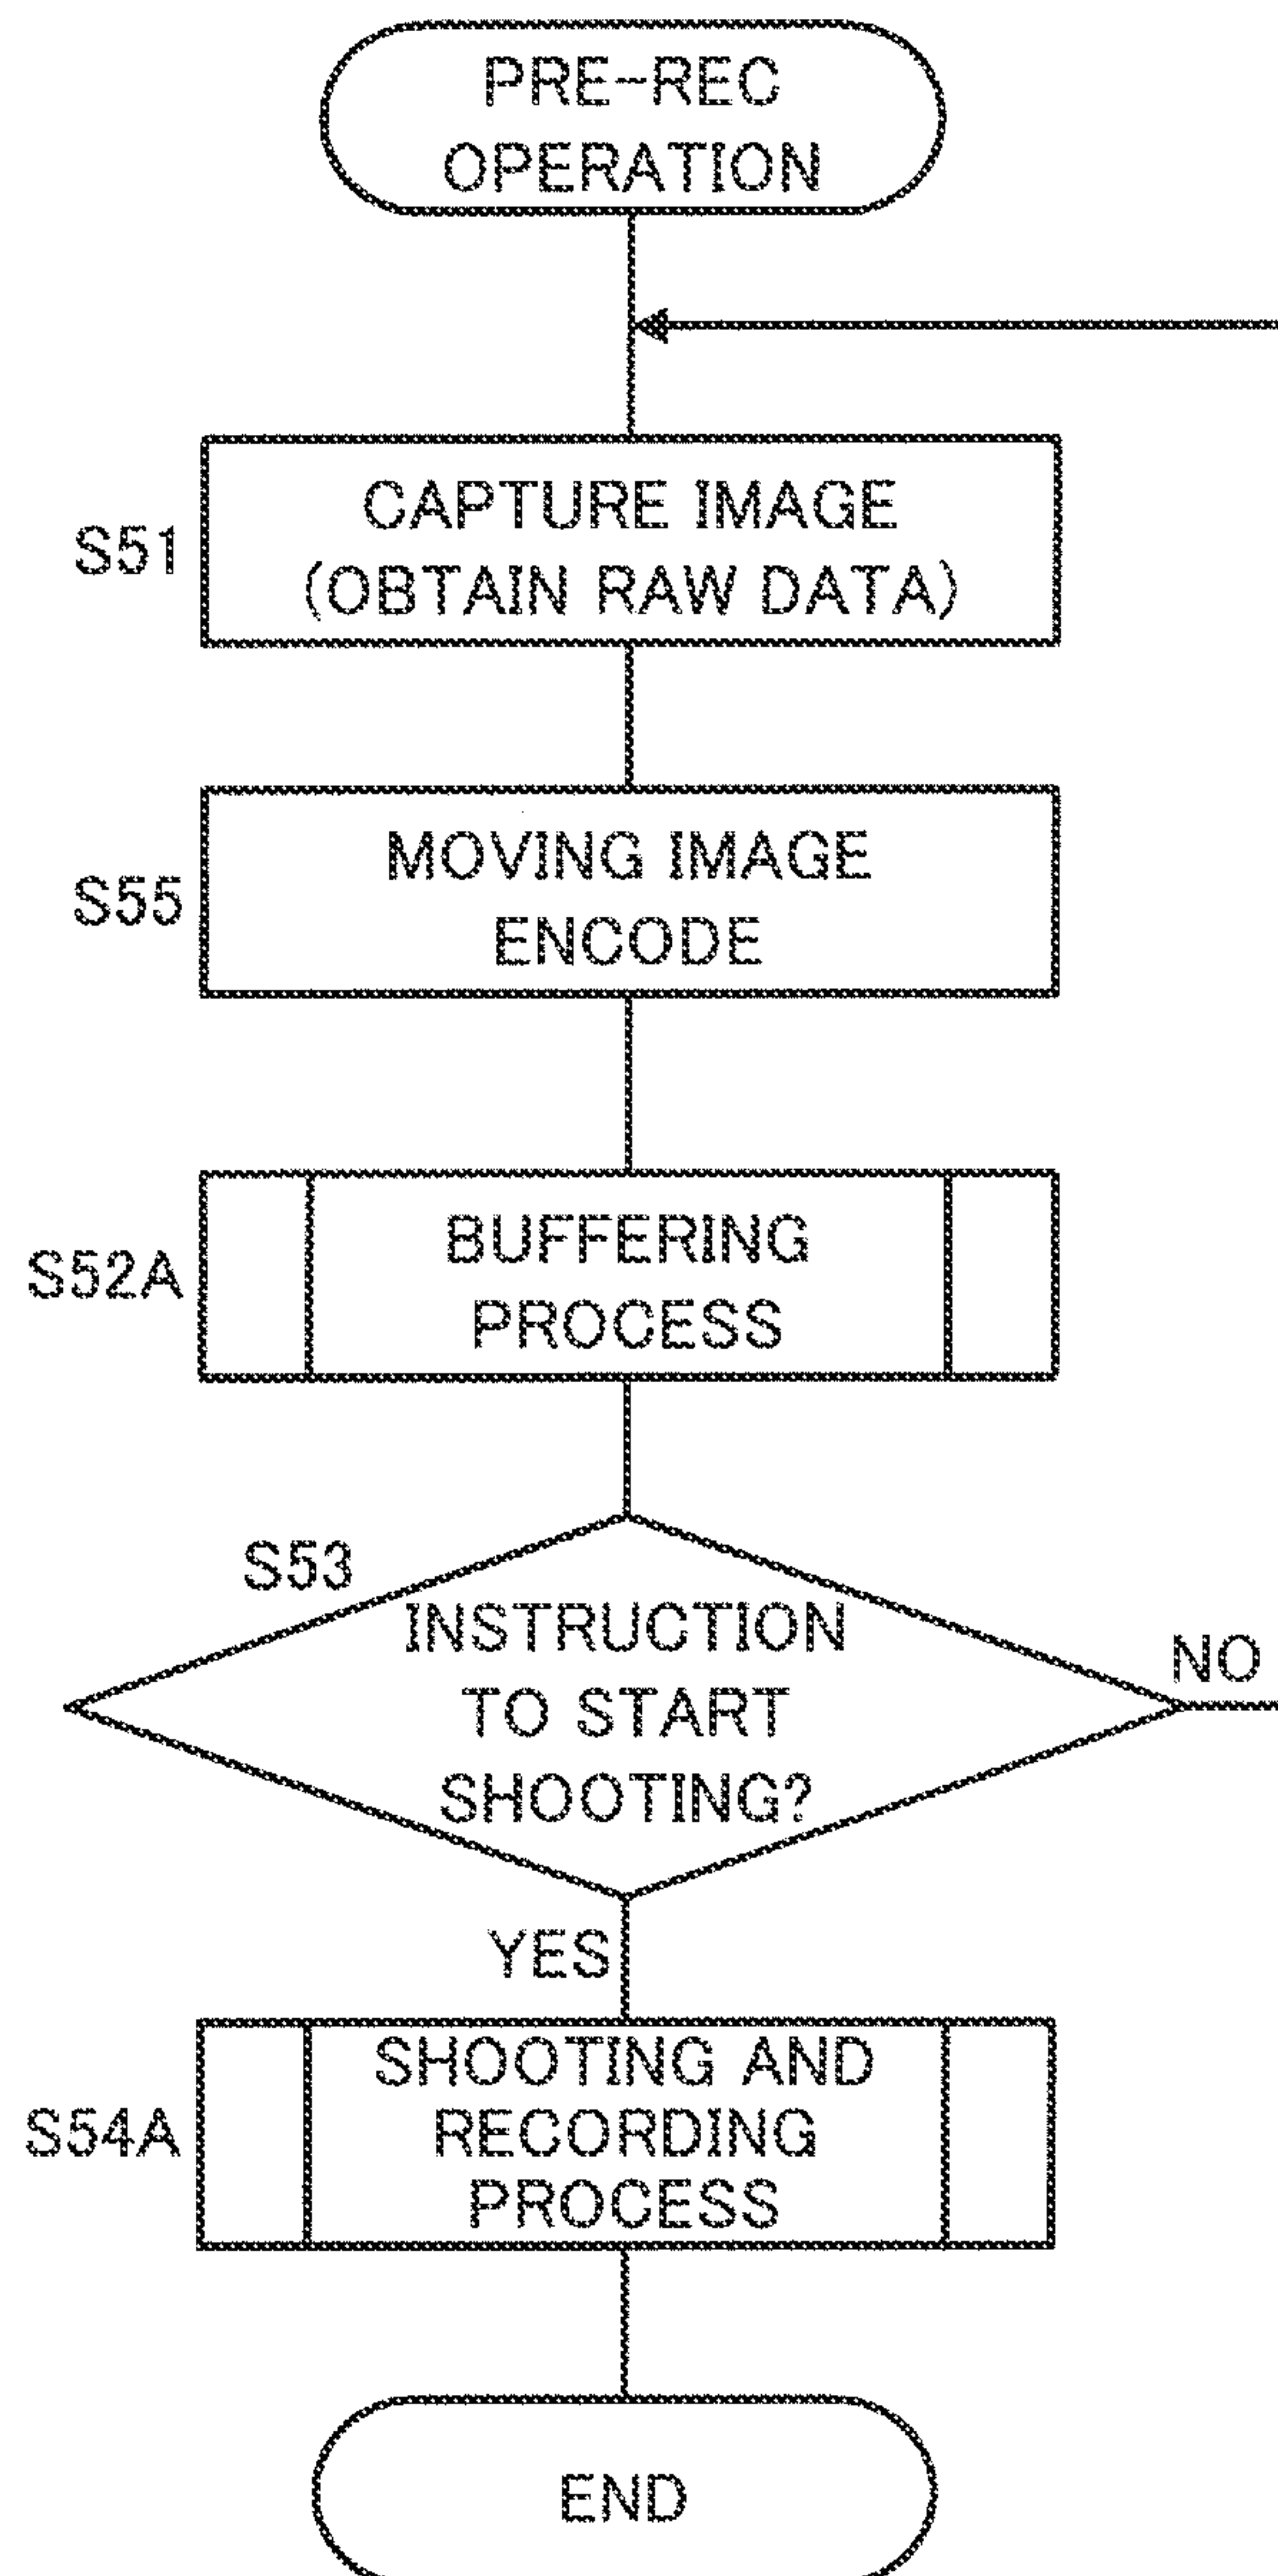 PRE-REC
OPERATION
S51
CAPTURE IMAGE
(OBTAIN RAW DATA)
S55
MOVING IMAGE
ENCODE
S52A
BUFFERING
PROCESS
S53
INSTRUCTION
TO START
SHOOTING?
NO
YES
S54A
SHOOTING AND
RECORDING
PROCESS
END